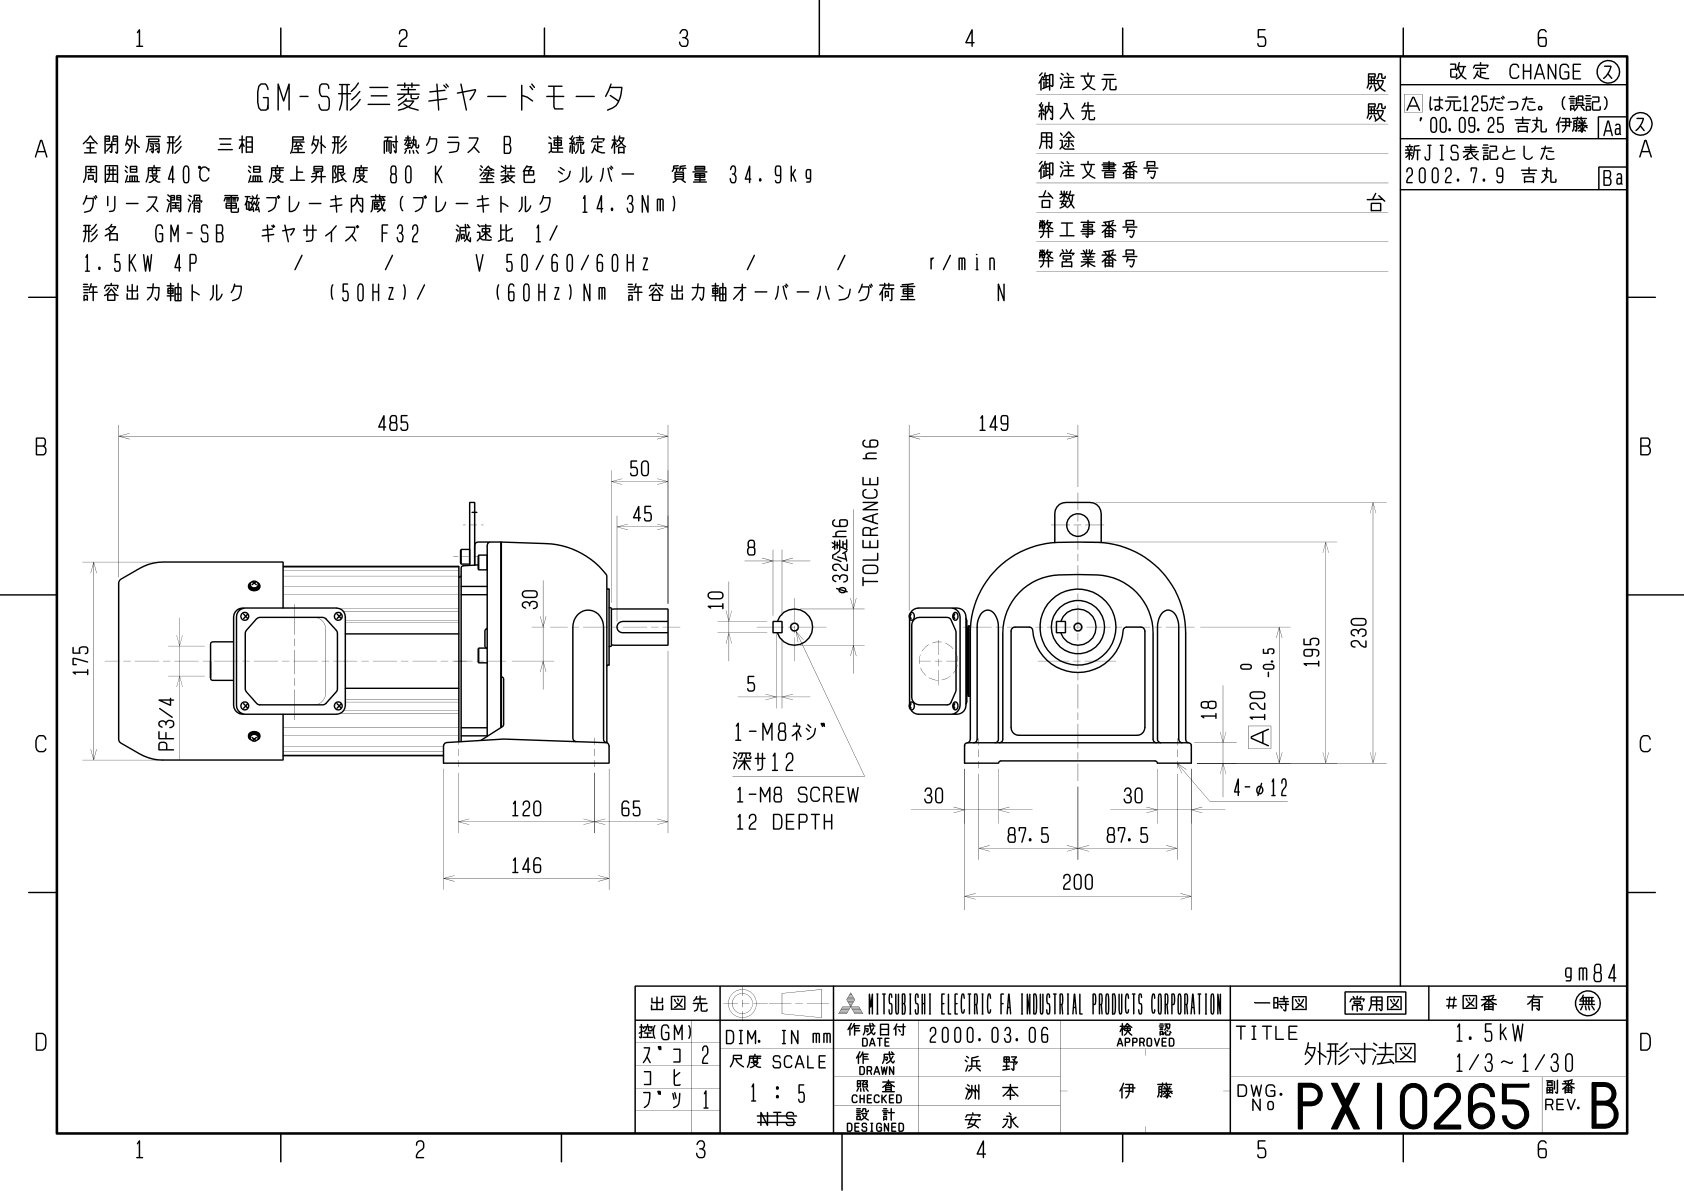 1 2 3 4 5 6
A
B
C
D
A
B
C
D
GM-S形三菱ギヤードモータ
全閉外扇形 三相 屋外形 耐熱クラス B 連続定格
周囲温度40℃ 温度上昇限度 80 K 塗装色 シルバー 質量 34.9kg
グリース潤滑 電磁ブレーキ内蔵(ブレーキトルク 14.3Nm)
形名 GM-SB ギヤサイズ F32 減速比 1/
1.5KW 4P / / V 50/60/60Hz / / r/min
許容出力軸トルク (50Hz)/ (60Hz)Nm 許容出力軸オーバーハング荷重 N
御注文元 殿
納入先 殿
用途
御注文書番号
台数 台
弊工事番号
弊営業番号
改定 CHANGE ス
A は元125だった。(誤記)
'00.09.25 吉丸 伊藤 Aa ス
新JIS表記とした
2002.7.9 吉丸 Ba
485
50
45
30
175
PF3/4
120 65
146
8
10
5
φ32公差h6
TOLERANCE h6
1-M8ネジ
深サ12
1-M8 SCREW
12 DEPTH
149
18
A 120 0 -0.5
195
230
4-φ12
30 30
87.5 87.5
200
gm84
出図先
控(GM)
ズコ 2
コヒ
ブツ 1
DIM. IN mm
尺度 SCALE
1 : 5
NTS
MITSUBISHI ELECTRIC FA INDUSTRIAL PRODUCTS CORPORATION
作成日付 DATE 2000.03.06
作成 DRAWN 浜野
照査 CHECKED 洲本
設計 DESIGNED 安永
検認 APPROVED
伊藤
一時図 常用図 #図番 有 無
TITLE 外形寸法図
1.5kW
1/3~1/30
DWG. No PX10265 副番 REV. B
1 2 3 4 5 6